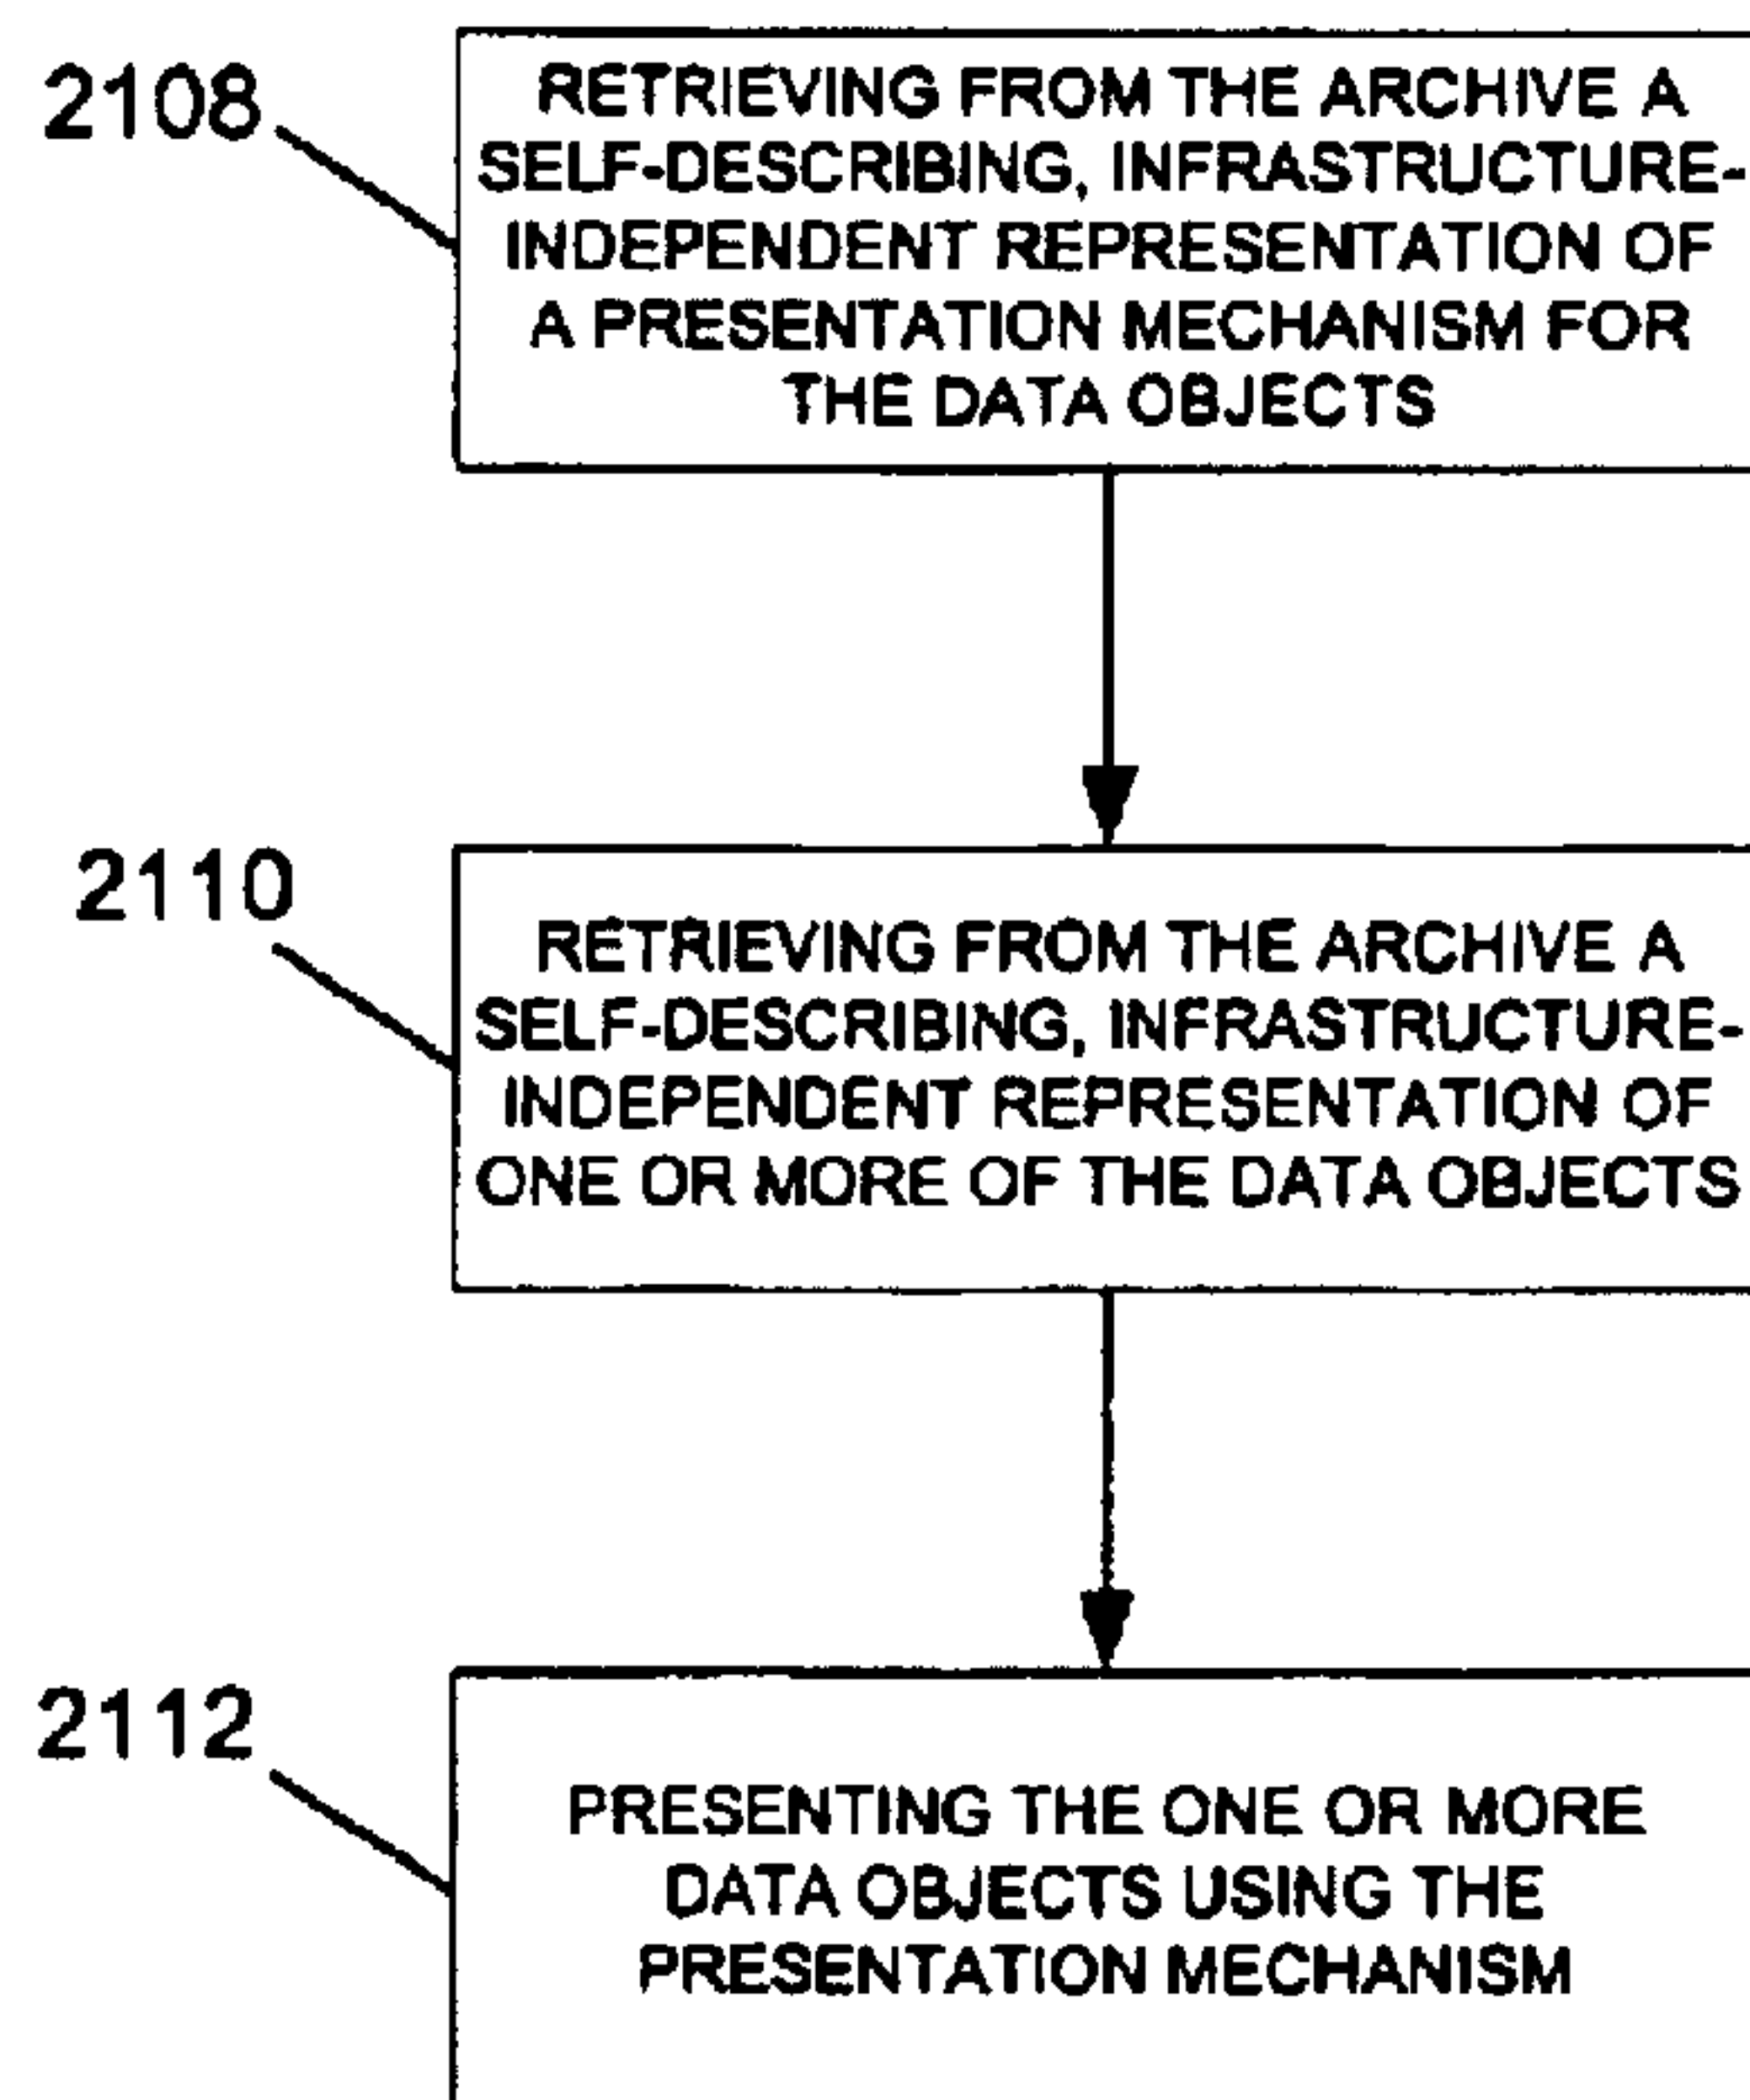 2108
RETRIEVING FROM THE ARCHIVE A
SELF-DESCRIBING, INFRASTRUCTURE-
INDEPENDENT REPRESENTATION OF
A PRESENTATION MECHANISM FOR
THE DATA OBJECTS
2110
RETRIEVING FROM THE ARCHIVE A
SELF-DESCRIBING, INFRASTRUCTURE-
INDEPENDENT REPRESENTATION OF
ONE OR MORE OF THE DATA OBJECTS
2112
PRESENTING THE ONE OR MORE
DATA OBJECTS USING THE
PRESENTATION MECHANISM